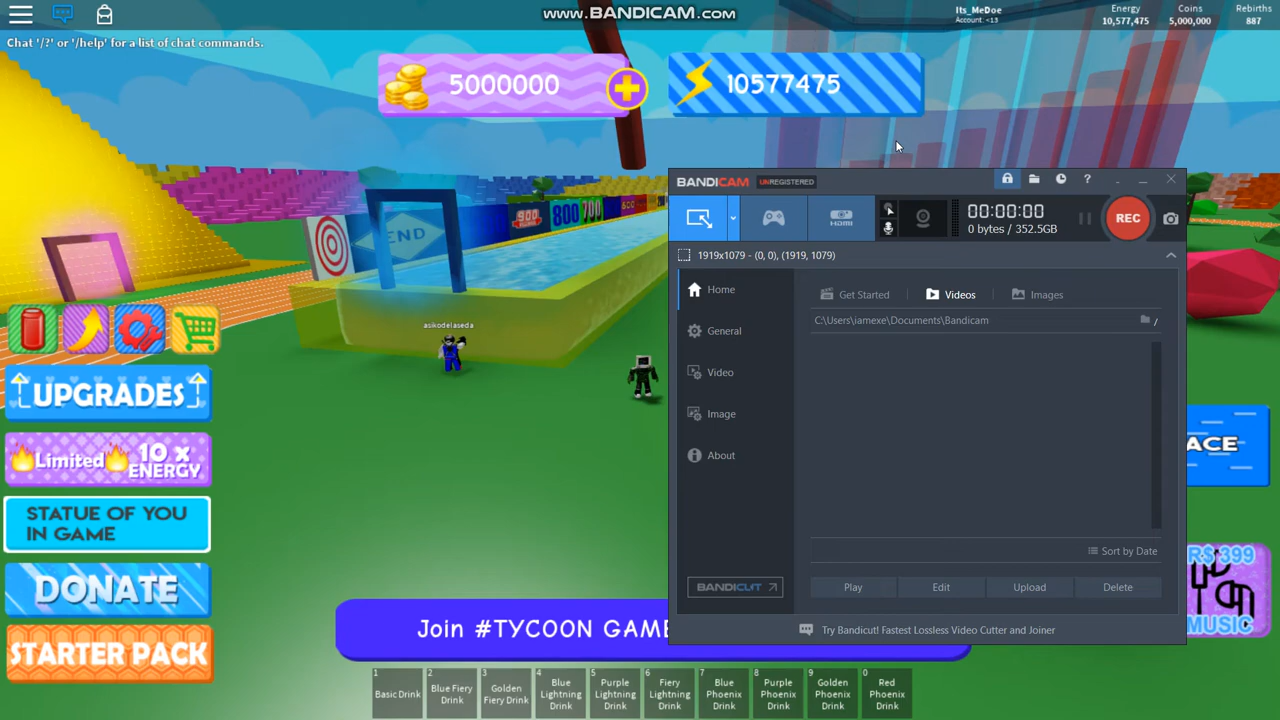 www.BANDICAM.com
Its_MeDoe
Account: <13
Energy
10,577,475
Coins
5,000,000
Rebirths
887
Chat '/?' or '/help' for a list of chat commands.
5000000
10577475
BANDICAM UNREGISTERED
00:00:00
0 bytes / 352.5GB
REC
HDMI
1919x1079 - (0, 0), (1919, 1079)
Home
General
Video
Image
About
Get Started
Videos
Images
C:\Users\iamexe\Documents\Bandicam
/
Sort by Date
Play
Edit
Upload
Delete
BANDICUT
Try Bandicut! Fastest Lossless Video Cutter and Joiner
END
900
800
700
600
asikodelaseda
UPGRADES
Limited
10 x
ENERGY
STATUE OF YOU
IN GAME
DONATE
STARTER PACK
ACE
R$ 399
MUSIC
Join #TYCOON GAME
1
Basic Drink
2
Blue Fiery
Drink
3
Golden
Fiery Drink
4
Blue
Lightning
Drink
5
Purple
Lightning
Drink
6
Fiery
Lightning
Drink
7
Blue
Phoenix
Drink
8
Purple
Phoenix
Drink
9
Golden
Phoenix
Drink
0
Red
Phoenix
Drink